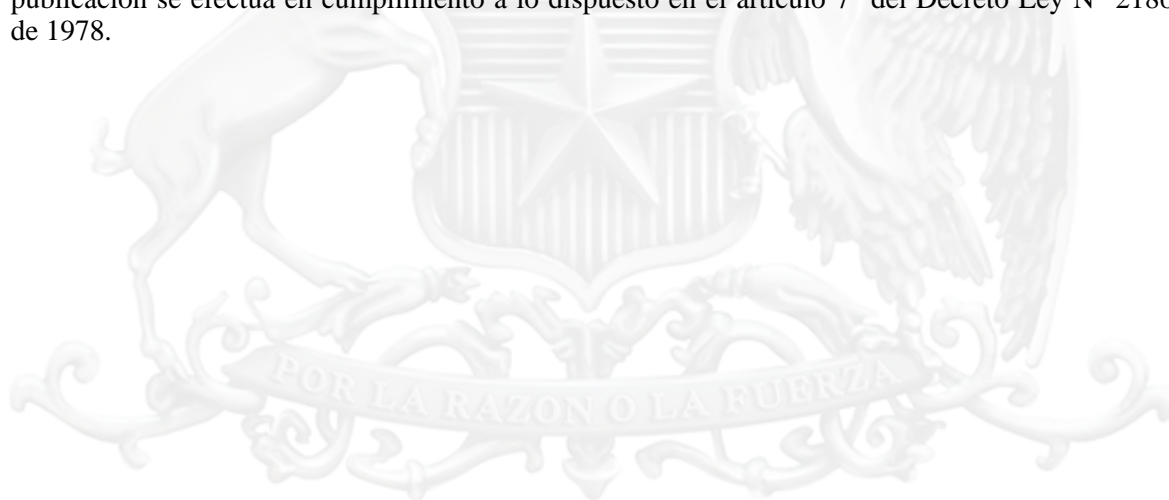 publicación se efectúa en cumplimiento a lo dispuesto en el artículo 7° del Decreto Ley N° 2186
de 1978.
POR LA RAZON O LA FUERZA